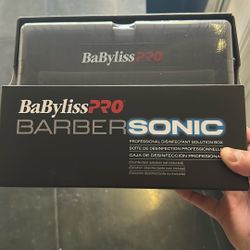 BaBylissPRO
BaBylissPRO®
BARBERSONIC
PROFESSIONAL DISINFECTANT SOLUTION BOX
BOÎTE DE DÉSINFECTION PROFESSIONNELLE
CAJA DE DESINFECCIÓN PROFESIONAL